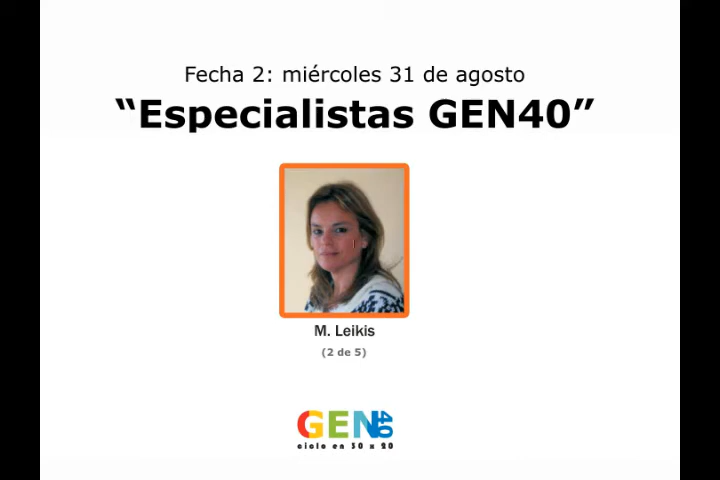 Fecha 2: miércoles 31 de agosto
“Especialistas GEN40”
M. Leikis
(2 de 5)
GEN40
ciclo en 30 x 20